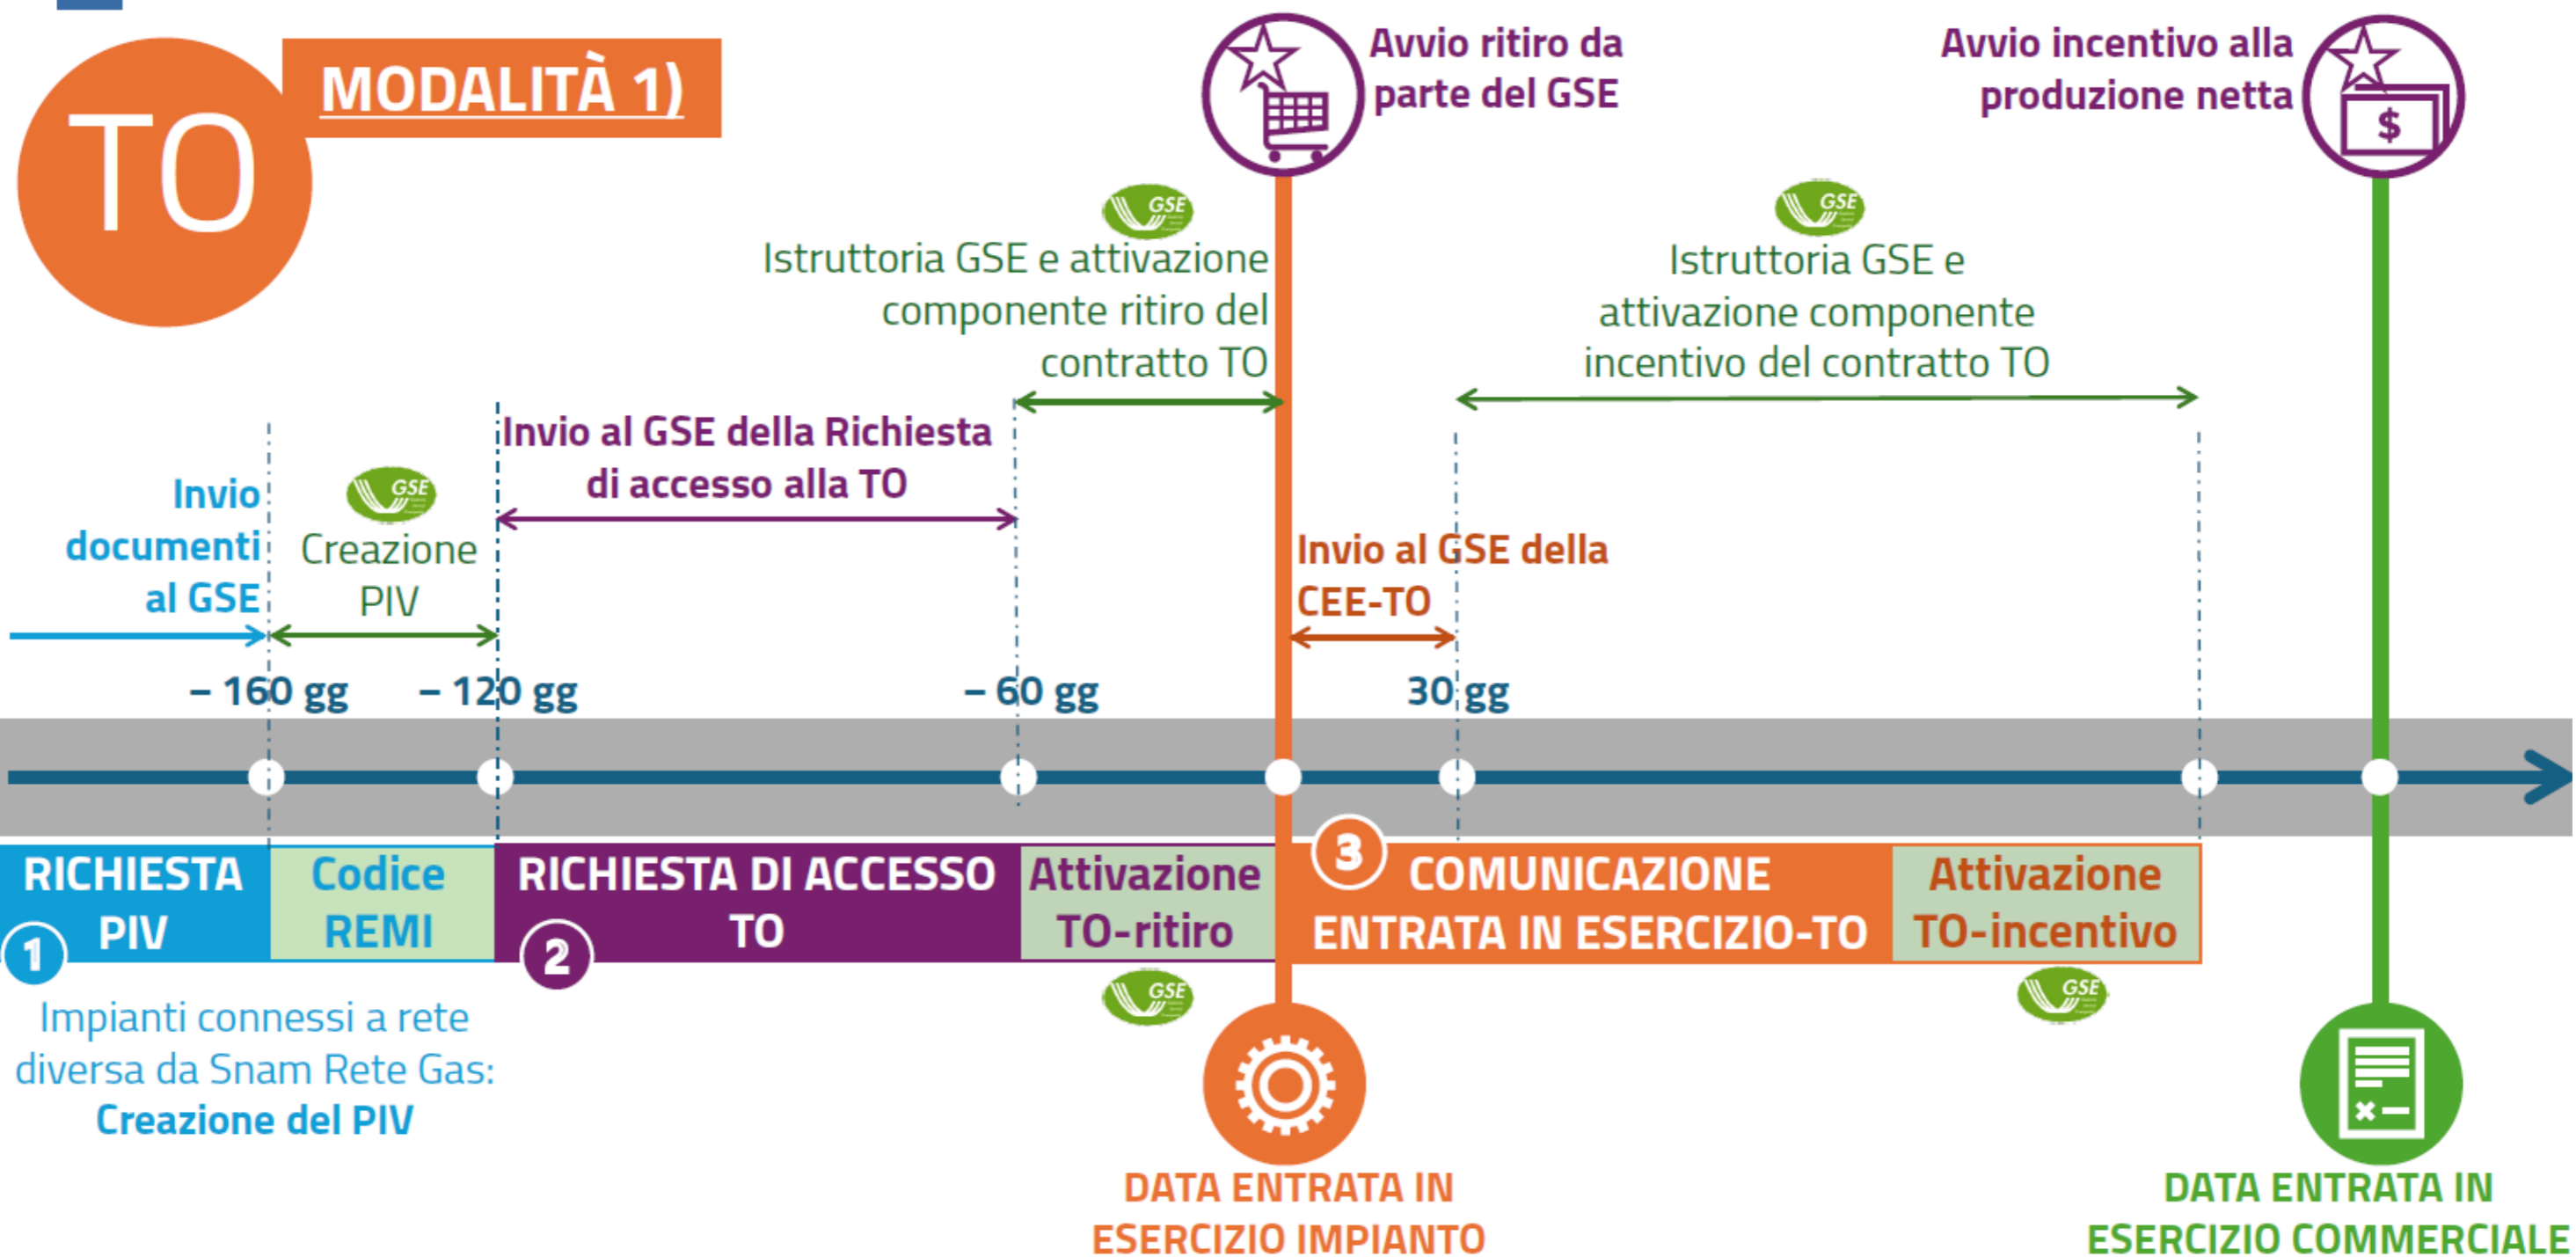 TO
MODALITÀ 1)
Avvio ritiro da
parte del GSE
Avvio incentivo alla
produzione netta
$
GSE
Istruttoria GSE e attivazione
componente ritiro del
contratto TO
GSE
Istruttoria GSE e
attivazione componente
incentivo del contratto TO
Invio
documenti
al GSE
GSE
Creazione
PIV
Invio al GSE della Richiesta
di accesso alla TO
Invio al GSE della
CEE-TO
– 160 gg
– 120 gg
– 60 gg
30 gg
RICHIESTA
PIV
1
Codice
REMI
RICHIESTA DI ACCESSO
TO
2
Attivazione
TO-ritiro
GSE
3
COMUNICAZIONE
ENTRATA IN ESERCIZIO-TO
Attivazione
TO-incentivo
GSE
Impianti connessi a rete
diversa da Snam Rete Gas:
Creazione del PIV
DATA ENTRATA IN
ESERCIZIO IMPIANTO
DATA ENTRATA IN
ESERCIZIO COMMERCIALE